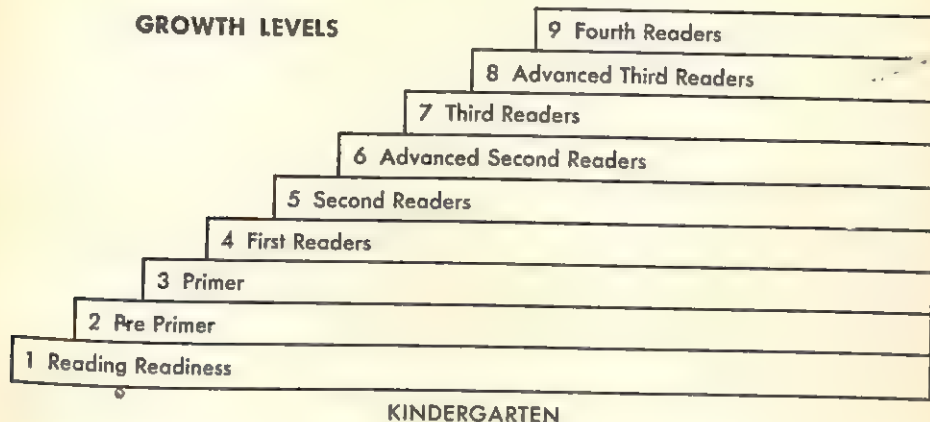 GROWTH LEVELS
9 Fourth Readers
8 Advanced Third Readers
7 Third Readers
6 Advanced Second Readers
5 Second Readers
4 First Readers
3 Primer
2 Pre Primer
1 Reading Readiness
KINDERGARTEN